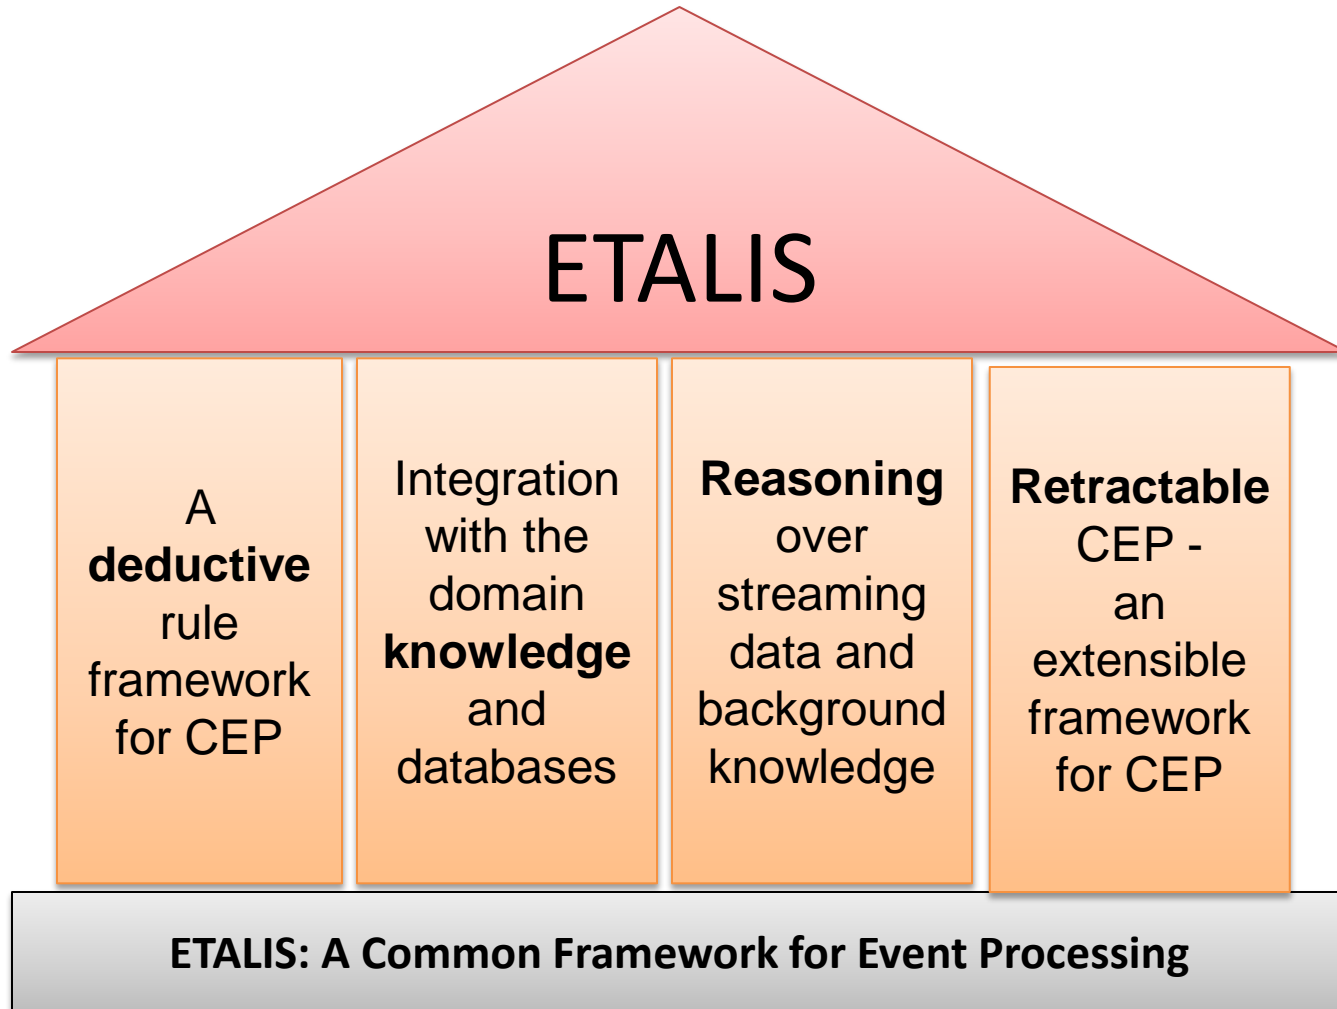 ETALIS
A
deductive
rule
framework
for CEP
Integration
with the
domain
knowledge
and
databases
Reasoning
over
streaming
data and
background
knowledge
Retractable
CEP -
an
extensible
framework
for CEP
ETALIS: A Common Framework for Event Processing